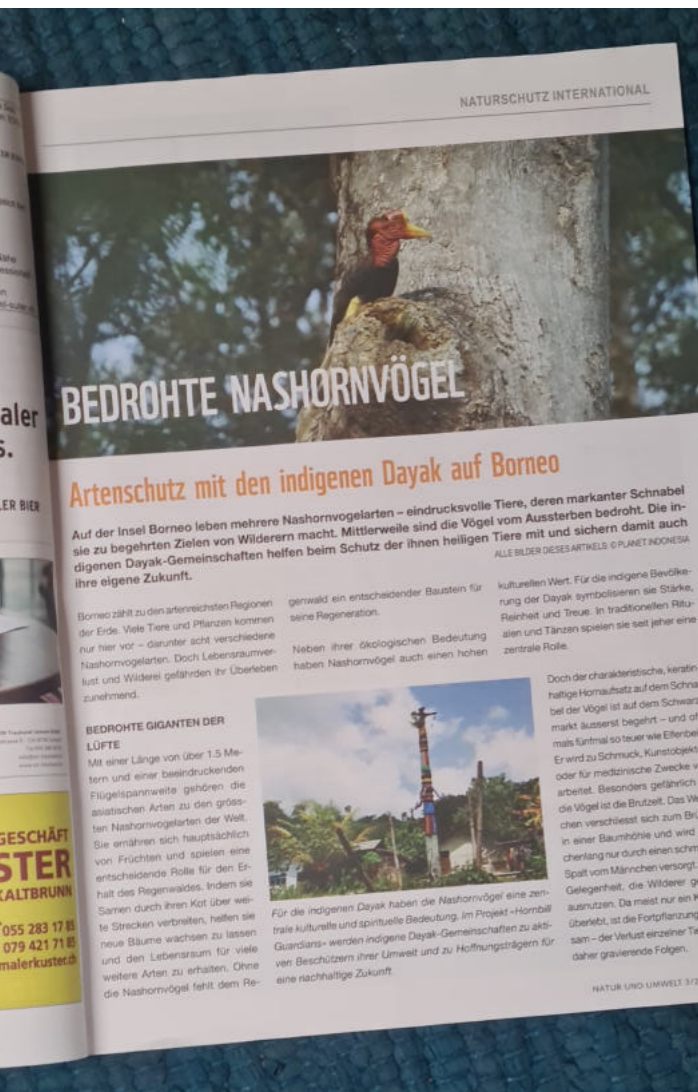 NATURSCHUTZ INTERNATIONAL
BEDROHTE NASHORNVÖGEL
Artenschutz mit den indigenen Dayak auf Borneo
Auf der Insel Borneo leben mehrere Nashornvogelarten – eindrucksvolle Tiere, deren markanter Schnabel
sie zu begehrten Zielen von Wilderern macht. Mittlerweile sind die Vögel vom Aussterben bedroht. Die in-
digenen Dayak-Gemeinschaften helfen beim Schutz der ihnen heiligen Tiere mit und sichern damit auch
ihre eigene Zukunft.
ALLE BILDER DIESES ARTIKELS: © PLANET INDONESIA
Borneo zählt zu den artenreichsten Regionen
der Erde. Viele Tiere und Pflanzen kommen
nur hier vor – darunter acht verschiedene
Nashornvogelarten. Doch Lebensraumver-
lust und Wilderei gefährden ihr Überleben
zunehmend.
BEDROHTE GIGANTEN DER
LÜFTE
Mit einer Länge von über 1.5 Me-
tern und einer beeindruckenden
Flügelspannweite gehören die
asiatischen Arten zu den gröss-
ten Nashornvogelarten der Welt.
Sie ernähren sich hauptsächlich
von Früchten und spielen eine
entscheidende Rolle für den Er-
halt des Regenwaldes. Indem sie
Samen durch ihren Kot über wei-
te Strecken verbreiten, helfen sie
neue Bäume wachsen zu lassen
und den Lebensraum für viele
weitere Arten zu erhalten. Ohne
die Nashornvögel fehlt dem Re-
genwald ein entscheidender Baustein für
seine Regeneration.
Neben ihrer ökologischen Bedeutung
haben Nashornvögel auch einen hohen
kulturellen Wert. Für die indigene Bevölke-
rung der Dayak symbolisieren sie Stärke,
Reinheit und Treue. In traditionellen Ritu-
alen und Tänzen spielen sie seit jeher eine
zentrale Rolle.
Doch der charakteristische, keratin-
haltige Hornaufsatz auf dem Schna-
bel der Vögel ist auf dem Schwarz
markt äusserst begehrt – und
mals fünfmal so teuer wie Elfenbei
Er wird zu Schmuck, Kunstobjekt
oder für medizinische Zwecke v
arbeitet. Besonders gefährlich
die Vögel ist die Brutzeit. Das W
chen verschliesst sich zum Br
in einer Baumhöhle und wird
chenlang nur durch einen schm
Spalt vom Männchen versorgt
Gelegenheit, die Wilderer g
ausnutzen. Da meist nur ein
überlebt, ist die Fortpflanzun
sam – der Verlust einzelner Tie
daher gravierende Folgen.
Für die indigenen Dayak haben die Nashornvögel eine zen-
trale kulturelle und spirituelle Bedeutung. Im Projekt «Hornbill
Guardians» werden indigene Dayak-Gemeinschaften zu akti-
ven Beschützern ihrer Umwelt und zu Hoffnungsträgern für
eine nachhaltige Zukunft.
NATUR UND UMWELT 3/2
aler
s.
LER BIER
GESCHÄFT
STER
KALTBRUNN
055 283 17 85
079 421 71 85
malerkuster.ch